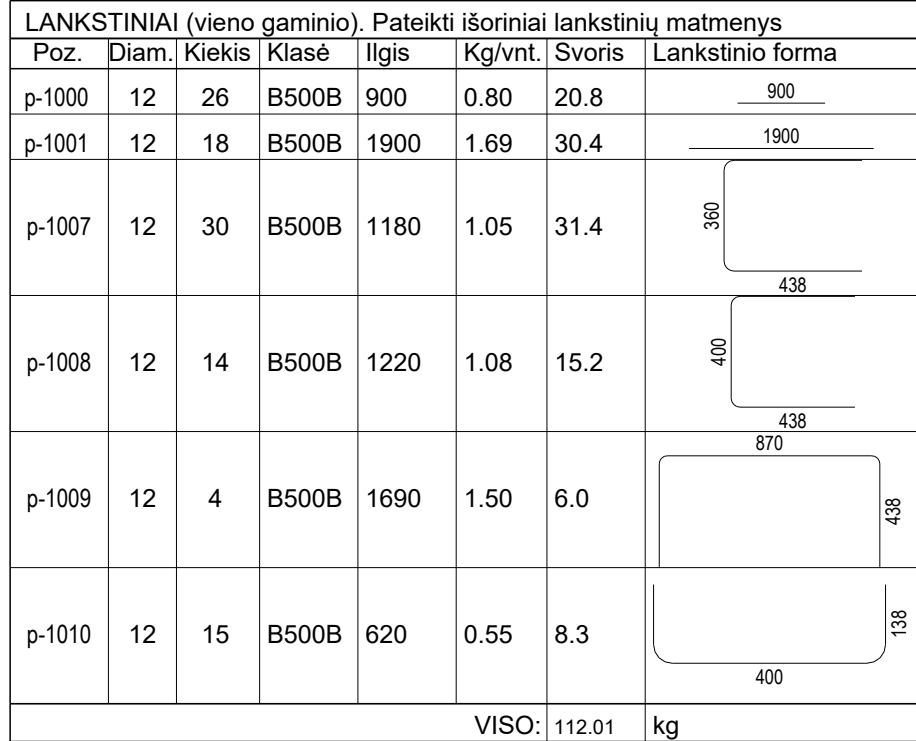 LANKSTINIAI (vieno gaminio). Pateikti išoriniai lankstinių matmenys
Poz. Diam. Kiekis Klasė Ilgis Kg/vnt. Svoris Lankstinio forma
p-1000 12 26 B500B 900 0.80 20.8 900
p-1001 12 18 B500B 1900 1.69 30.4 1900
p-1007 12 30 B500B 1180 1.05 31.4 360
438
p-1008 12 14 B500B 1220 1.08 15.2 400
438
870
p-1009 12 4 B500B 1690 1.50 6.0 438
p-1010 12 15 B500B 620 0.55 8.3 138
400
VISO: 112.01 kg